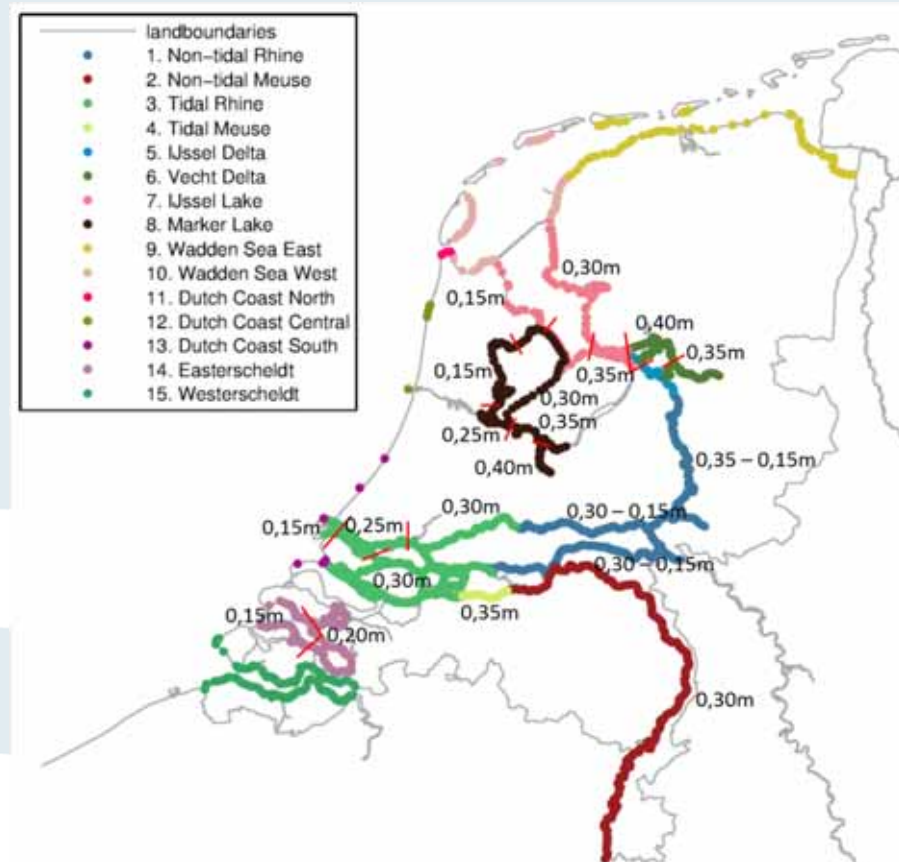 landboundaries
1. Non-tidal Rhine
2. Non-tidal Meuse
3. Tidal Rhine
4. Tidal Meuse
5. IJssel Delta
6. Vecht Delta
7. IJssel Lake
8. Marker Lake
9. Wadden Sea East
10. Wadden Sea West
11. Dutch Coast North
12. Dutch Coast Central
13. Dutch Coast South
14. Easterscheldt
15. Westerscheldt
0,30m
0,15m
0,40m
0,35m
0,15m
0,35m
0,30m
0,35m
0,25m
0,40m
0,35 – 0,15m
0,30m
0,30 – 0,15m
0,15m
0,25m
0,30 – 0,15m
0,30m
0,35m
0,15m
0,20m
0,30m